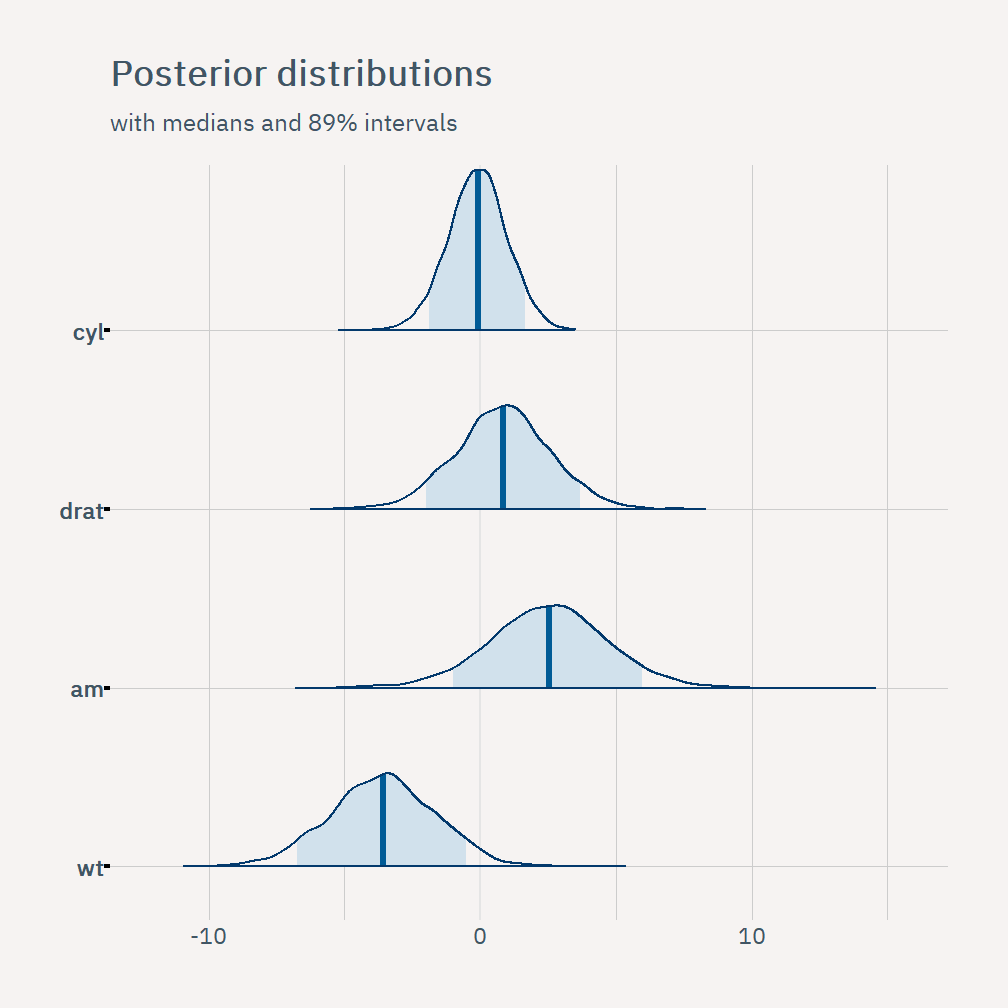 Posterior distributions
with medians and 89% intervals
cyl
drat
am
wt
-10
0
10